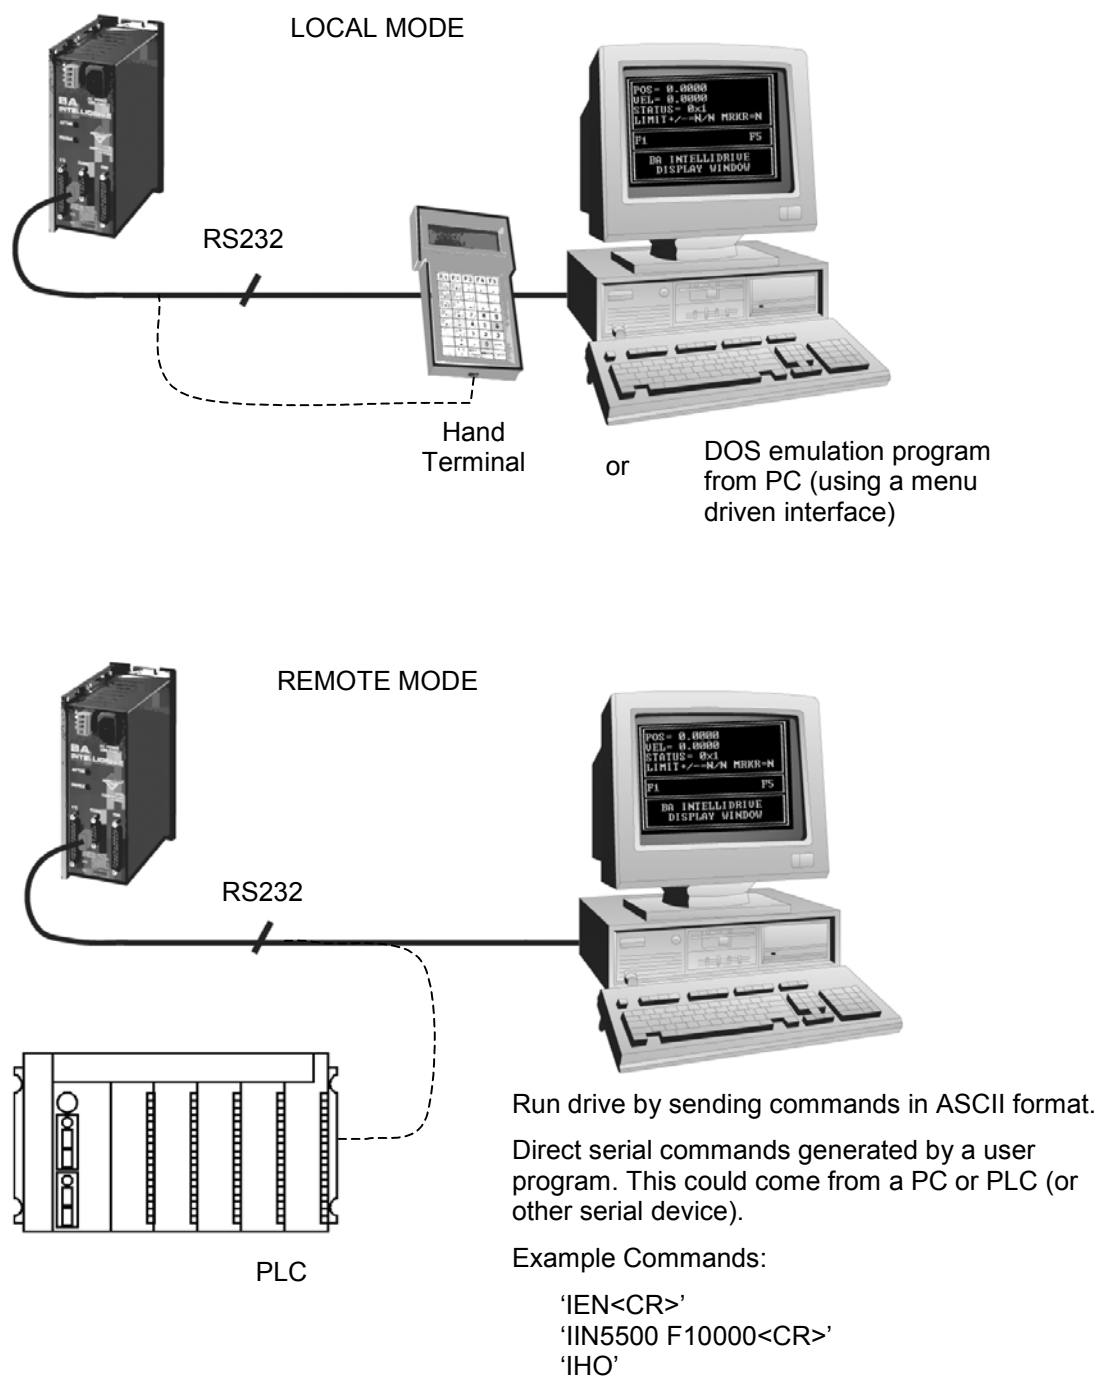 LOCAL MODE
POS= 0.0000
VEL= 0.0000
STATUS= 0x1
LIMIT+/-=N/N MRKR=N
F1 F5
BA INTELLIDRIVE
DISPLAY WINDOW
BA
RS232
Hand
Terminal
or
DOS emulation program
from PC (using a menu
driven interface)
REMOTE MODE
POS= 0.0000
VEL= 0.0000
STATUS= 0x1
LIMIT+/-=N/N MRKR=N
F1 F5
BA INTELLIDRIVE
DISPLAY WINDOW
BA
RS232
PLC
Run drive by sending commands in ASCII format.
Direct serial commands generated by a user
program. This could come from a PC or PLC (or
other serial device).
Example Commands:
‘IEN<CR>’
‘IIN5500 F10000<CR>’
‘IHO’